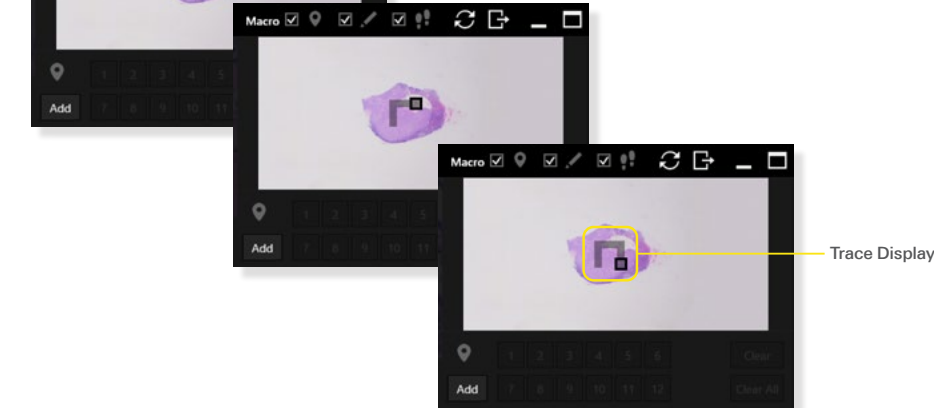 1 2 3 4 5
Add 7 8 9 10 11
Macro
1 2 3 4 5
Add 7 8 9 10 11
Macro
Trace Display
1 2 3 4 5 6 Clear
Add 7 8 9 10 11 12 Clear All